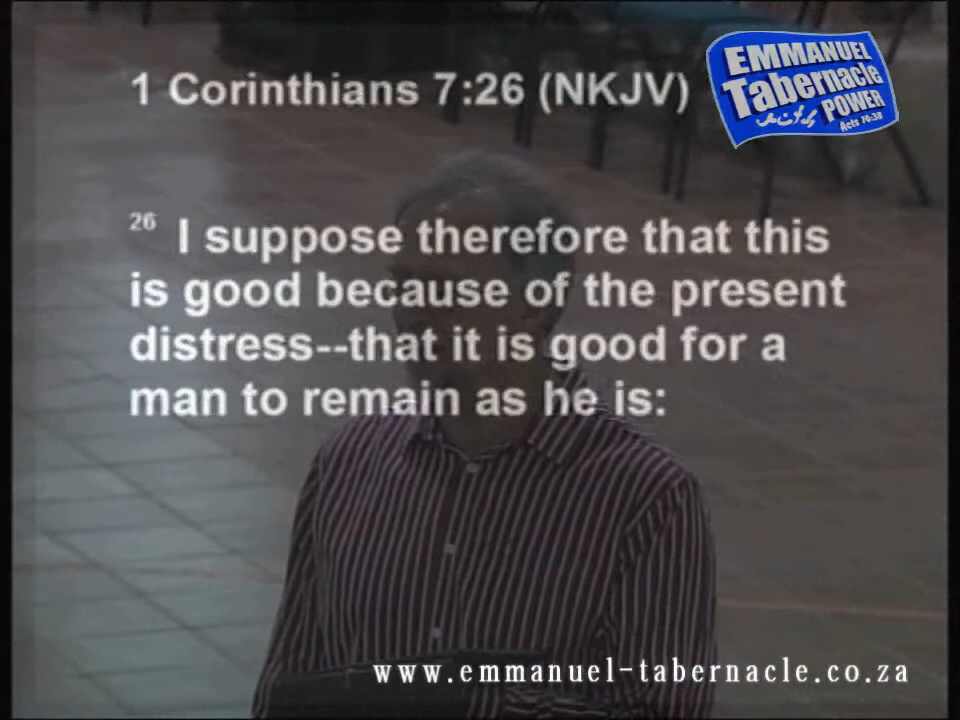 1 Corinthians 7:26 (NKJV)
EMMANUEL
Tabernacle
POWER
Acts 10:38
26 I suppose therefore that this
is good because of the present
distress--that it is good for a
man to remain as he is:
www.emmanuel-tabernacle.co.za